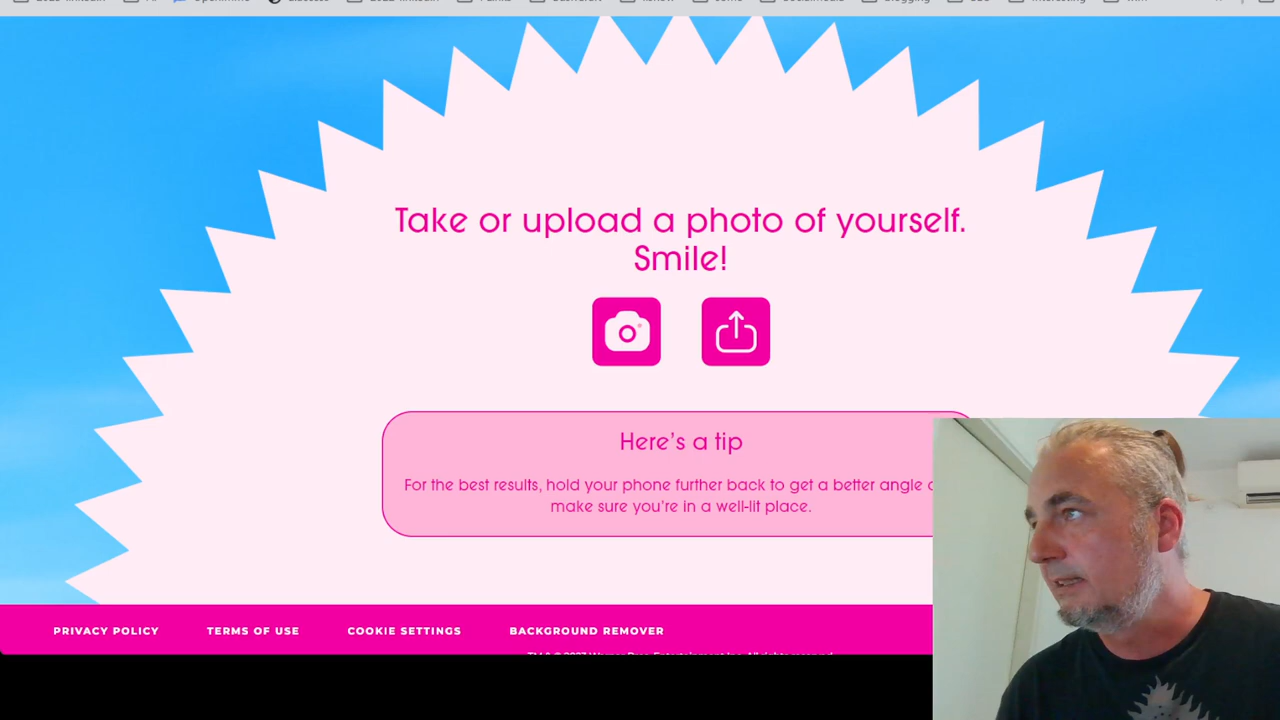 Take or upload a photo of yourself.
Smile!
Here's a tip
For the best results, hold your phone further back to get a better angle
make sure you're in a well-lit place.
PRIVACY POLICY TERMS OF USE COOKIE SETTINGS BACKGROUND REMOVER